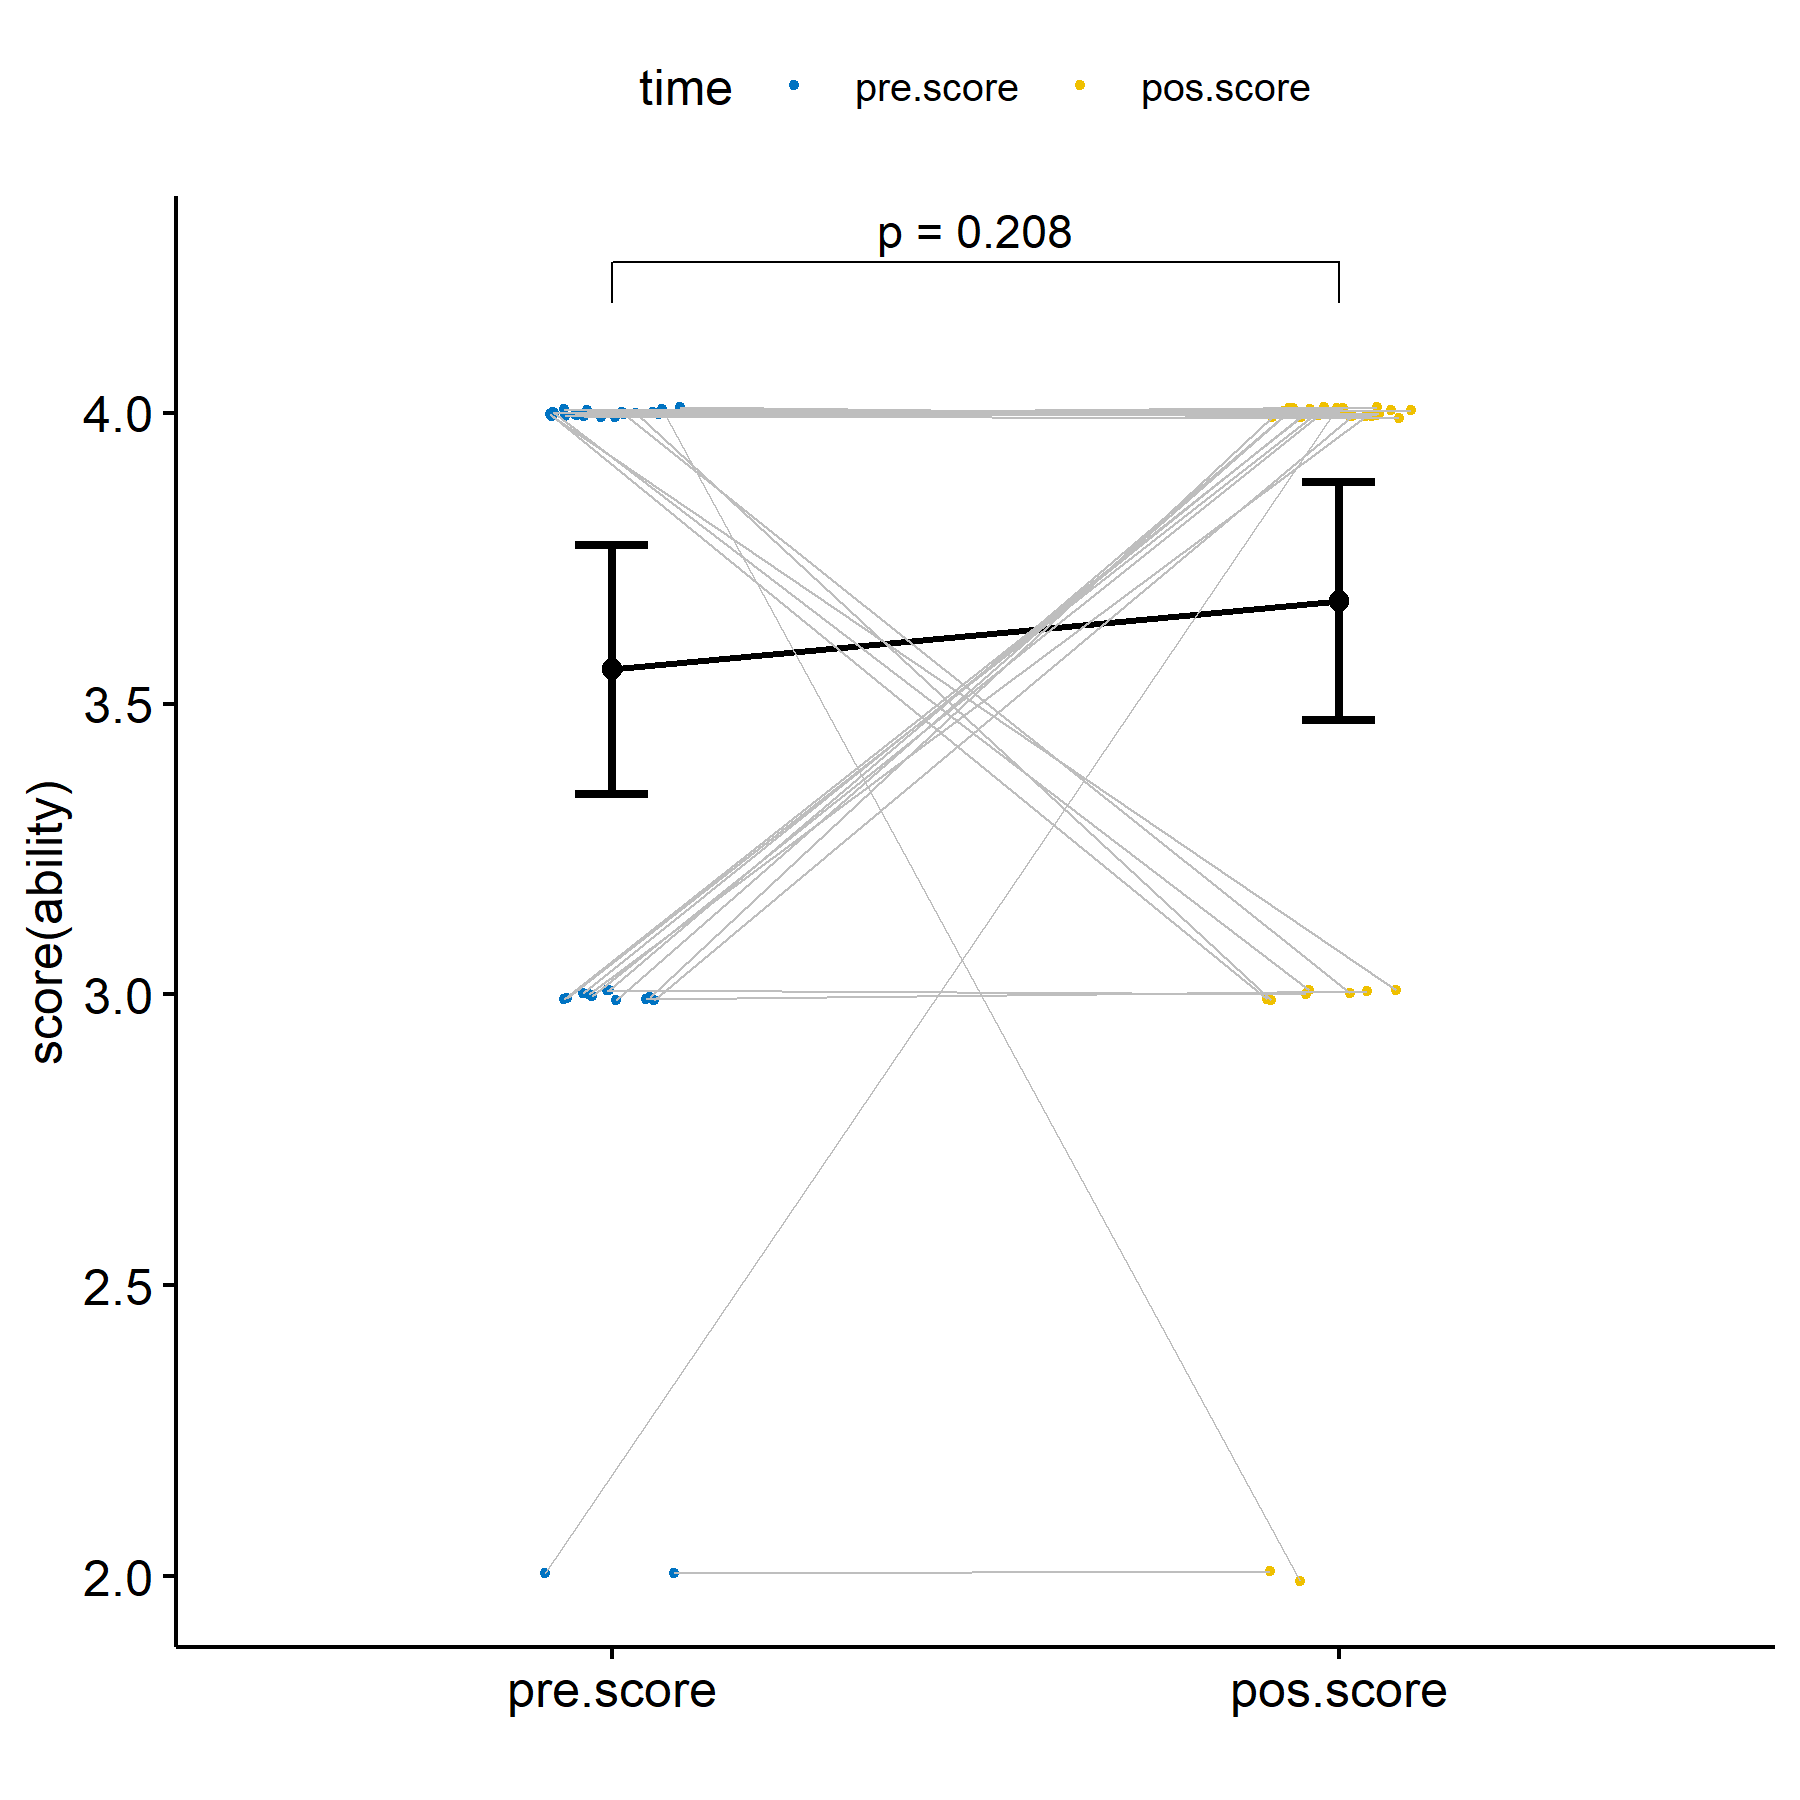 time pre.score pos.score
p = 0.208
4.0
3.5
3.0
2.5
2.0
score(ability)
pre.score pos.score